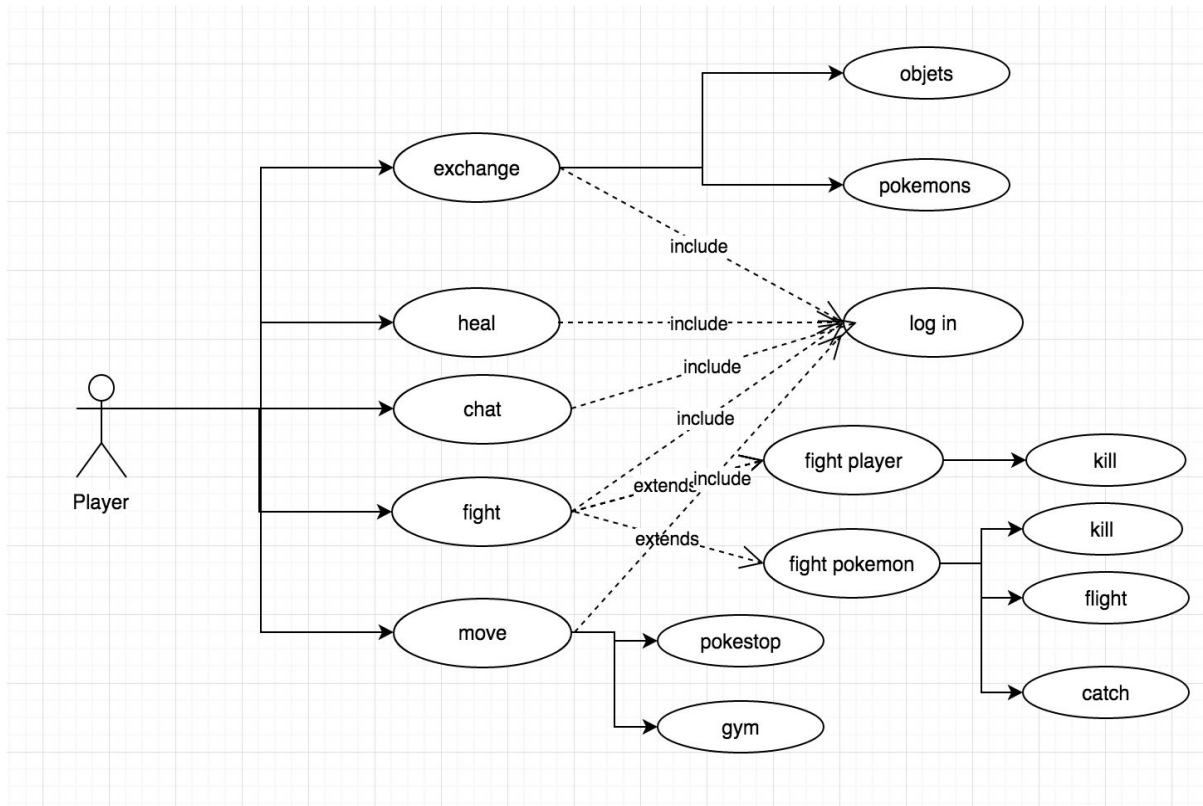 objets
exchange
pokemons
include
heal
include
log in
include
chat
include
fight player
kill
include
extends
Player
fight
kill
extends
fight pokemon
flight
move
pokestop
catch
gym